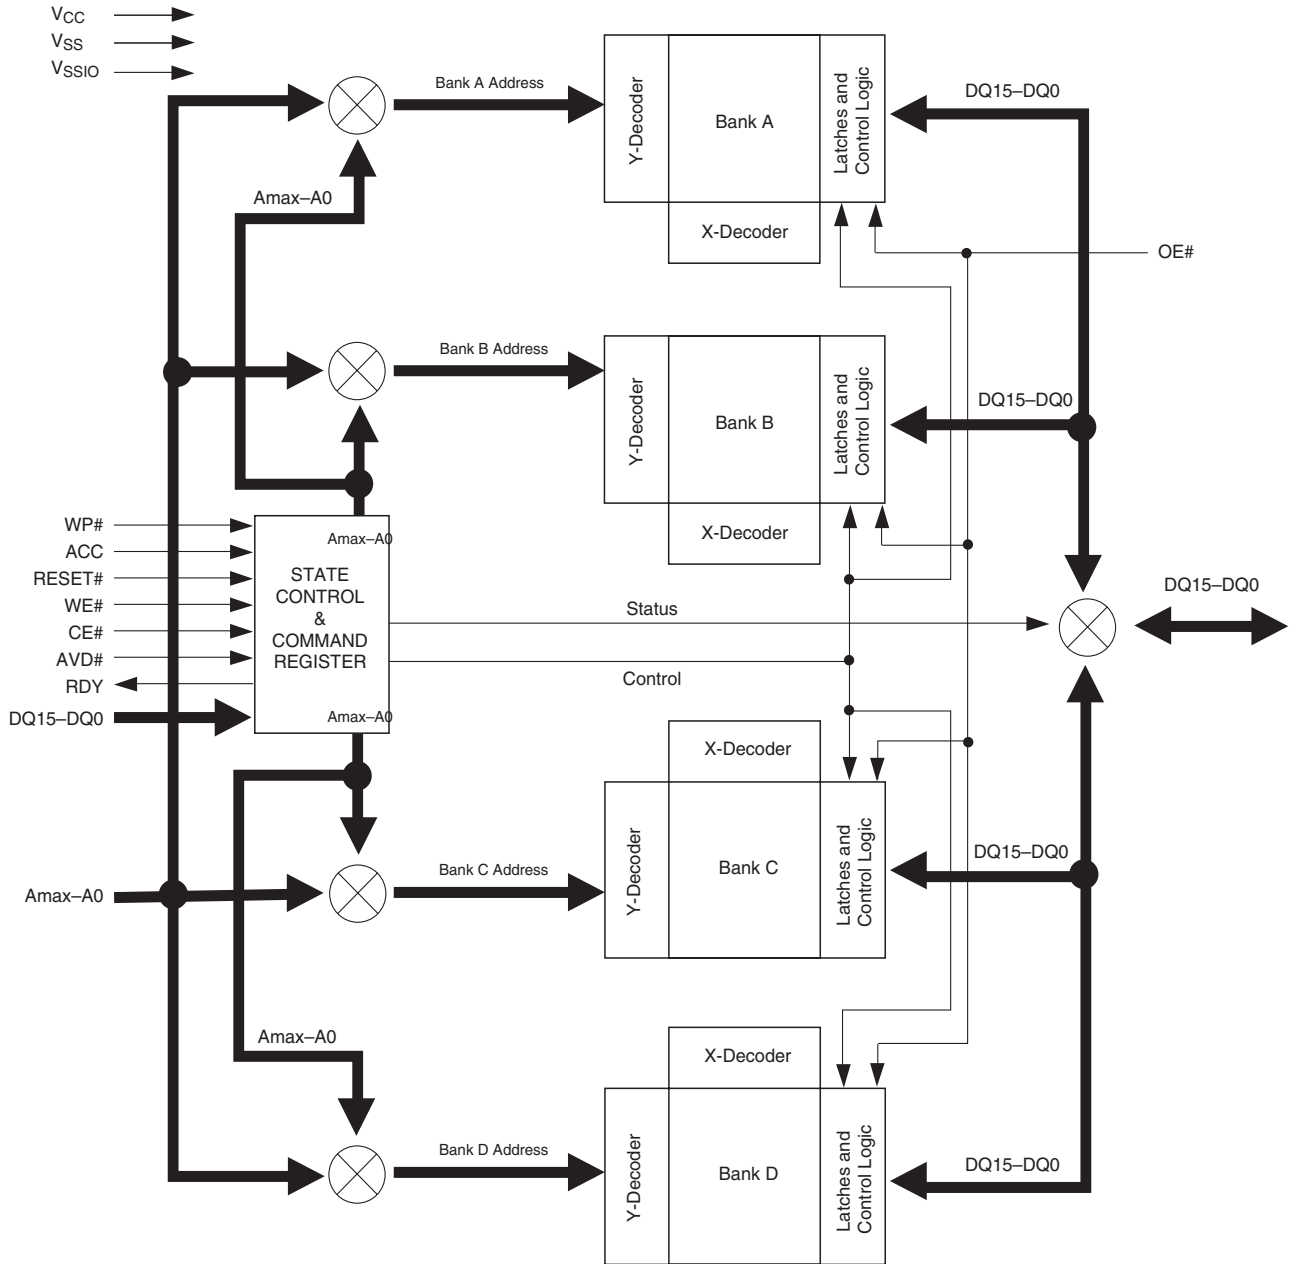 VCC
VSS
VSSIO
Bank A Address
Y-Decoder
Bank A
Latches and
Control Logic
DQ15–DQ0
Amax–A0
X-Decoder
OE#
Bank B Address
Y-Decoder
Bank B
Latches and
Control Logic
DQ15–DQ0
X-Decoder
WP#
ACC
RESET#
WE#
CE#
AVD#
RDY
DQ15–DQ0
Amax–A0
STATE
CONTROL
&
COMMAND
REGISTER
Amax–A0
Status
Control
DQ15–DQ0
X-Decoder
Bank C Address
Y-Decoder
Bank C
Latches and
Control Logic
DQ15–DQ0
Amax–A0
Amax–A0
X-Decoder
Bank D Address
Y-Decoder
Bank D
Latches and
Control Logic
DQ15–DQ0